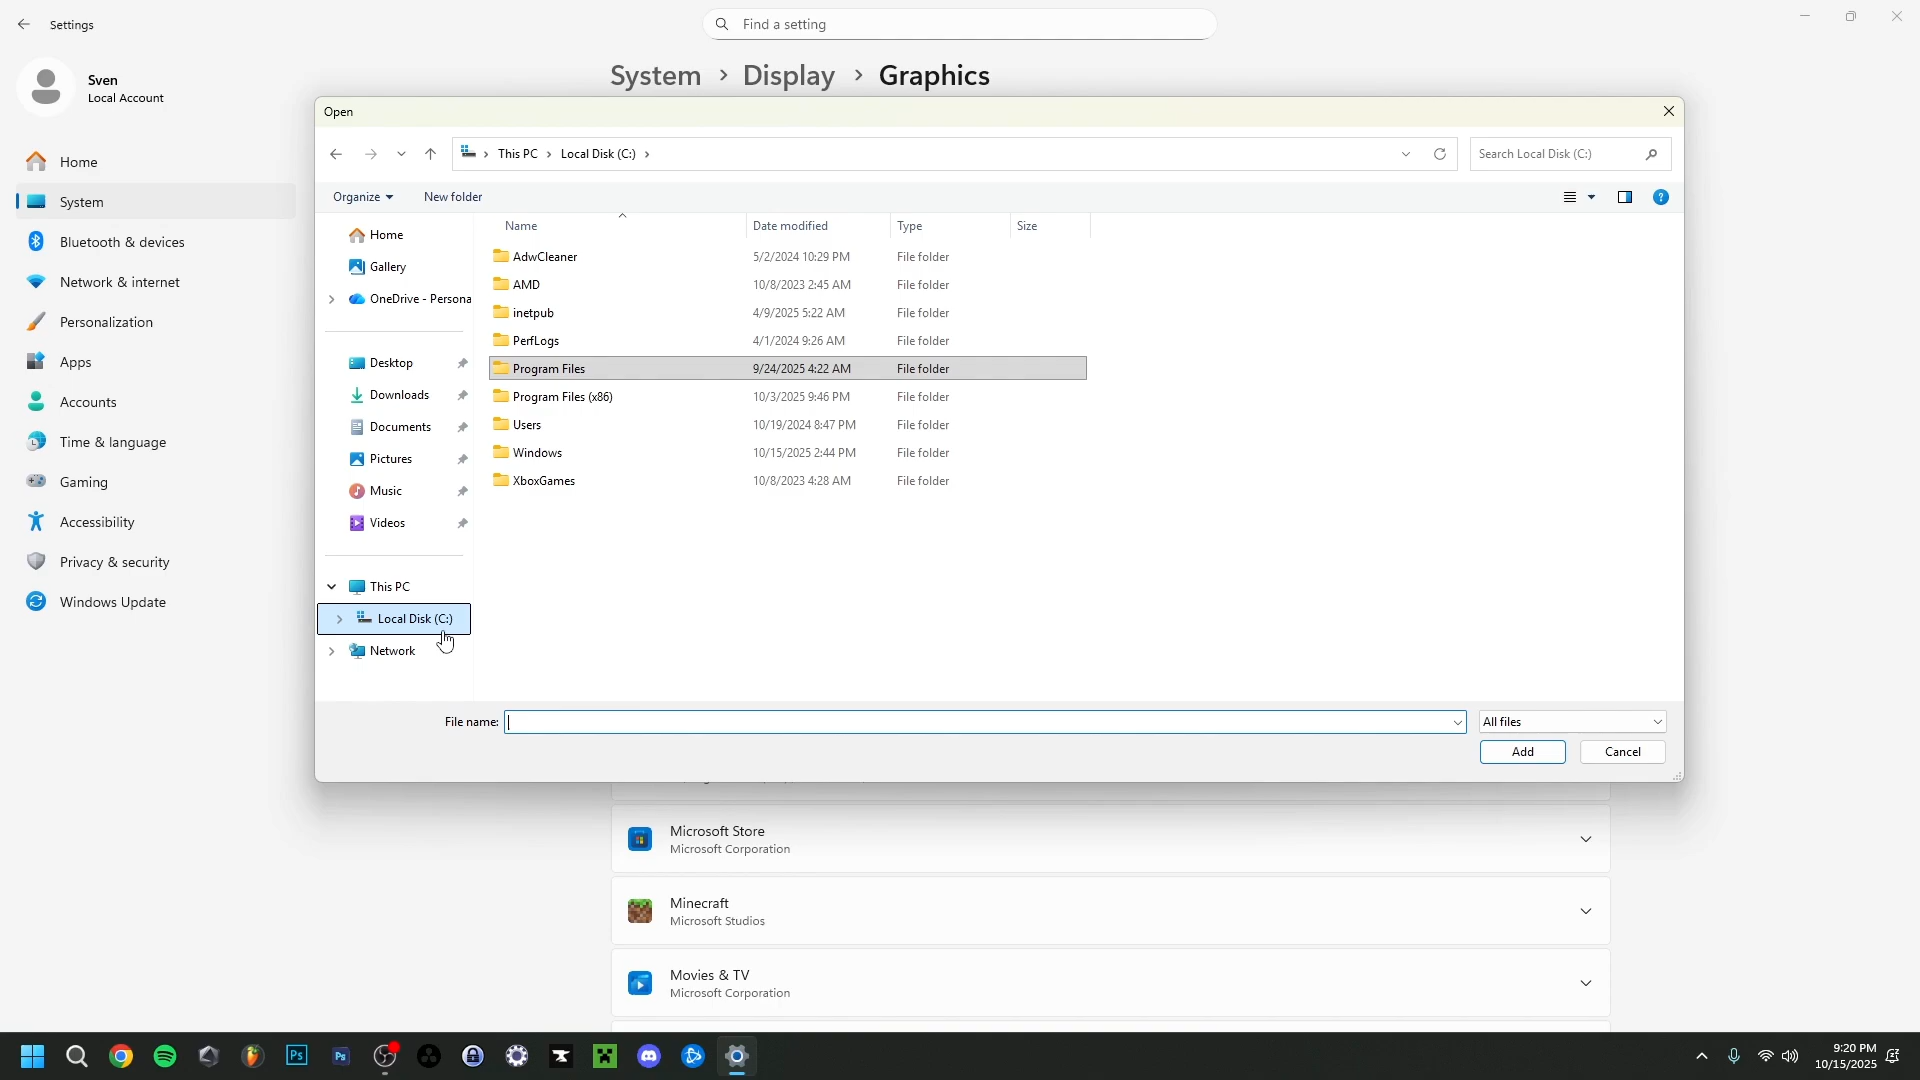 Settings
Find a setting
Sven
Local Account
System > Display > Graphics
Home
System
Bluetooth & devices
Network & internet
Personalization
Apps
Accounts
Time & language
Gaming
Accessibility
Privacy & security
Windows Update
Open
This PC > Local Disk (C:) >
Search Local Disk (C:)
Organize
New folder
Home
Gallery
OneDrive - Persona
Desktop
Downloads
Documents
Pictures
Music
Videos
This PC
Local Disk (C:)
Network
Name Date modified Type Size
AdwCleaner 5/2/2024 10:29 PM File folder
AMD 10/8/2023 2:45 AM File folder
inetpub 4/9/2025 5:22 AM File folder
PerfLogs 4/1/2024 9:26 AM File folder
Program Files 9/24/2025 4:22 AM File folder
Program Files (x86) 10/3/2025 9:46 PM File folder
Users 10/19/2024 8:47 PM File folder
Windows 10/15/2025 2:44 PM File folder
XboxGames 10/8/2023 4:28 AM File folder
File name:
All files
Add
Cancel
Microsoft Store
Microsoft Corporation
Minecraft
Microsoft Studios
Movies & TV
Microsoft Corporation
Ps
Ps
9:20 PM
10/15/2025